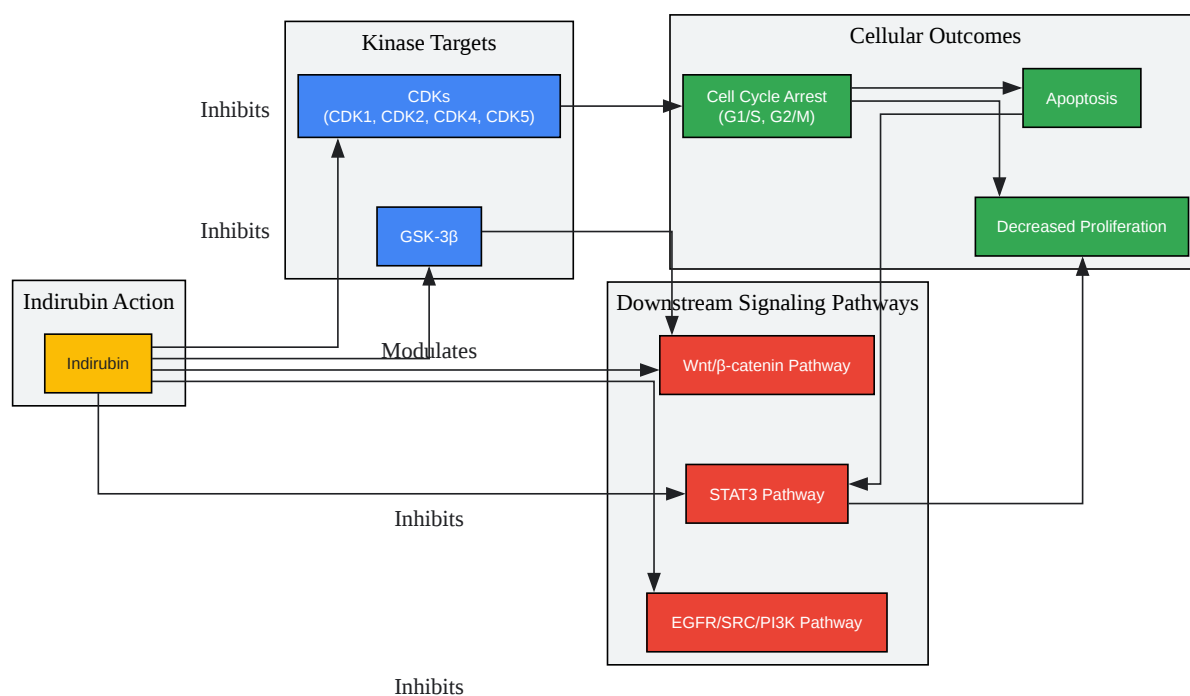 Kinase Targets
Cellular Outcomes
CDKs
(CDK1, CDK2, CDK4, CDK5)
Cell Cycle Arrest
(G1/S, G2/M)
Apoptosis
Inhibits
GSK-3β
Inhibits
Decreased Proliferation
Indirubin Action
Downstream Signaling Pathways
Indirubin
Modulates
Wnt/β-catenin Pathway
STAT3 Pathway
Inhibits
EGFR/SRC/PI3K Pathway
Inhibits